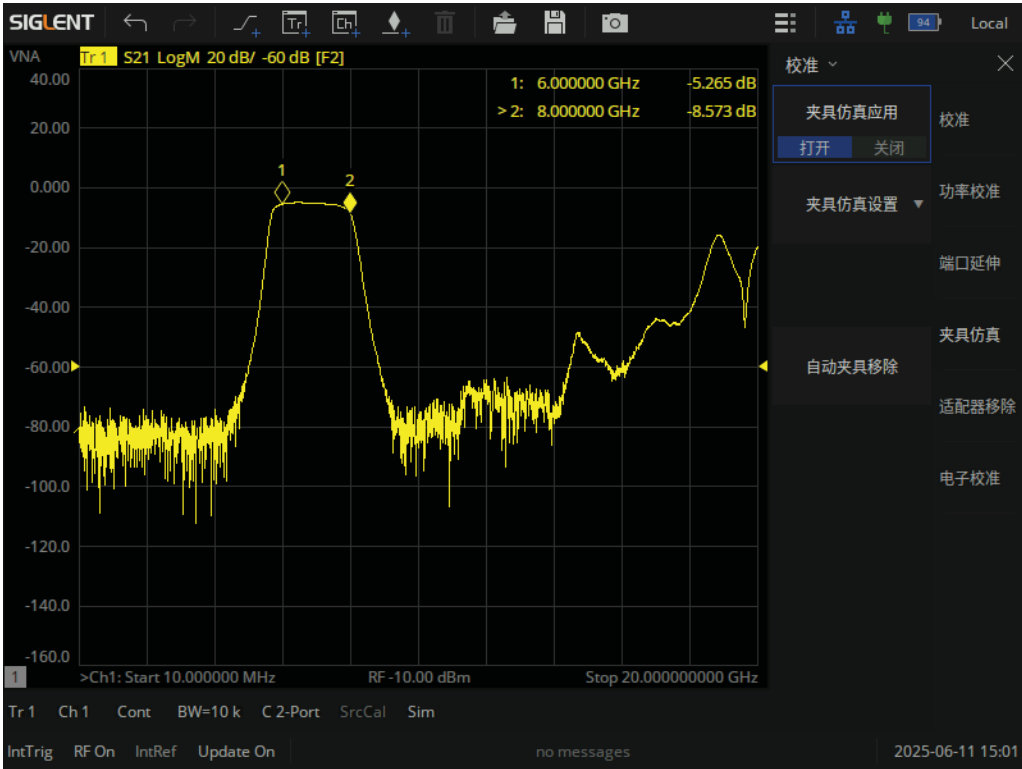 SIGLENT Tr Ch 94 Local
VNA Tr 1 S21 LogM 20 dB/ -60 dB [F2]
1: 6.000000 GHz -5.265 dB
> 2: 8.000000 GHz -8.573 dB
40.00
20.00
0.000
-20.00
-40.00
-60.00
-80.00
-100.0
-120.0
-140.0
-160.0
1
2
1
>Ch1: Start 10.000000 MHz RF -10.00 dBm Stop 20.000000000 GHz
校准
夹具仿真应用
打开 关闭
夹具仿真设置
自动夹具移除
校准
功率校准
端口延伸
夹具仿真
适配器移除
电子校准
Tr 1 Ch 1 Cont BW=10 k C 2-Port SrcCal Sim
IntTrig RF On IntRef Update On no messages 2025-06-11 15:01